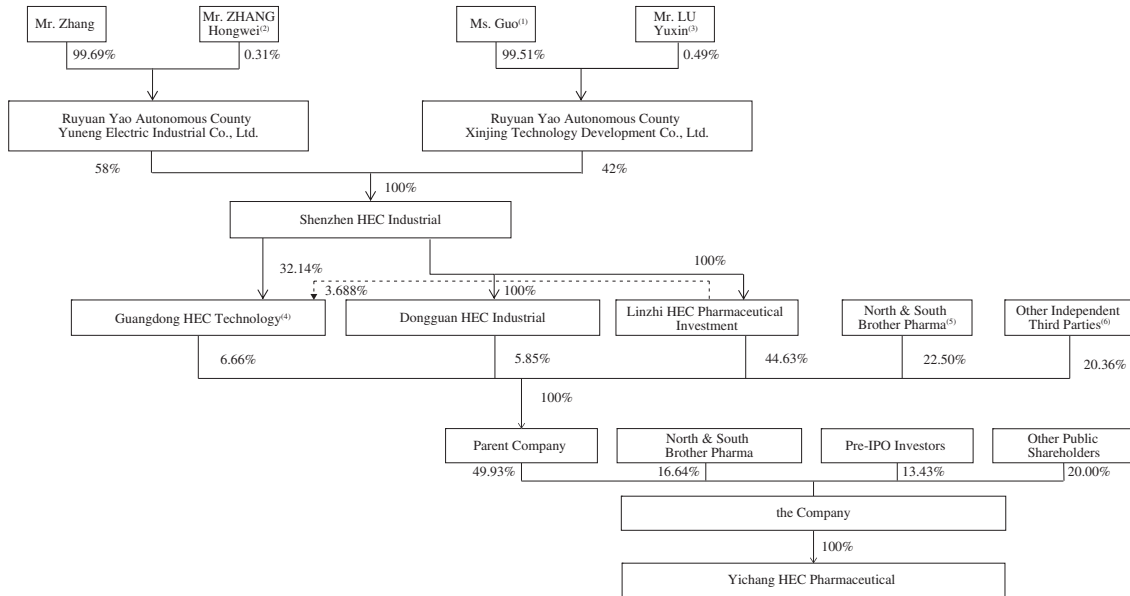 Mr. Zhang
Mr. ZHANG
Hongwei(2)
Ms. Guo(1)
Mr. LU
Yuxin(3)
99.69%
0.31%
99.51%
0.49%
Ruyuan Yao Autonomous County
Yuneng Electric Industrial Co., Ltd.
Ruyuan Yao Autonomous County
Xinjing Technology Development Co., Ltd.
58%
42%
100%
Shenzhen HEC Industrial
32.14%
100%
3.688%
100%
Guangdong HEC Technology(4)
Dongguan HEC Industrial
Linzhi HEC Pharmaceutical
Investment
North & South
Brother Pharma(5)
Other Independent
Third Parties(6)
6.66%
5.85%
44.63%
22.50%
20.36%
100%
Parent Company
North & South
Brother Pharma
Pre-IPO Investors
Other Public
Shareholders
49.93%
16.64%
13.43%
20.00%
the Company
100%
Yichang HEC Pharmaceutical